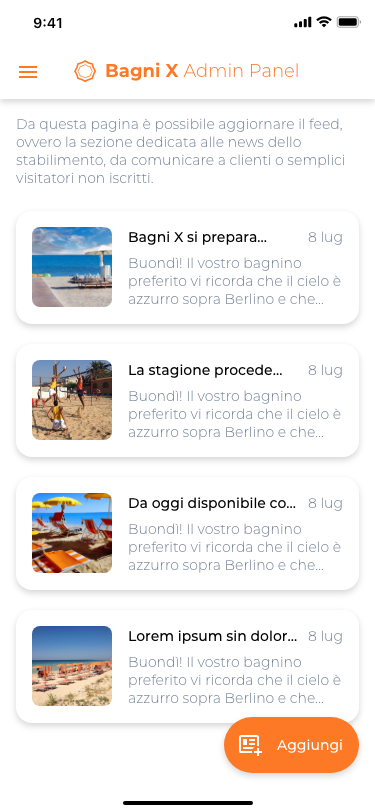 9:41
Bagni X Admin Panel
Da questa pagina è possibile aggiornare il feed,
ovvero la sezione dedicata alle news dello
stabilimento, da comunicare a clienti o semplici
visitatori non iscritti.
Bagni X si prepara... 8 lug
Buondì! Il vostro bagnino
preferito vi ricorda che il cielo è
azzurro sopra Berlino e che...
La stagione procede... 8 lug
Buondì! Il vostro bagnino
preferito vi ricorda che il cielo è
azzurro sopra Berlino e che...
Da oggi disponibile co... 8 lug
Buondì! Il vostro bagnino
preferito vi ricorda che il cielo è
azzurro sopra Berlino e che...
Lorem ipsum sin dolor... 8 lug
Buondì! Il vostro bagnino
preferito vi ricorda che il cielo è
azzurro sopra Berlino e che...
Aggiungi